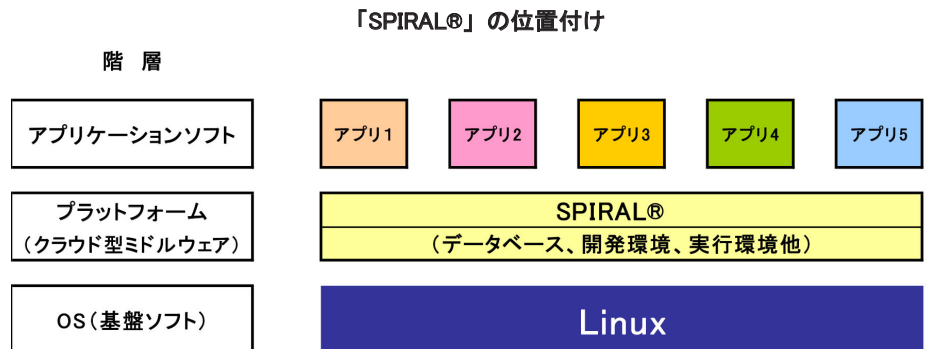 「SPIRAL®」の位置付け
階 層
アプリケーションソフト
アプリ1
アプリ2
アプリ3
アプリ4
アプリ5
プラットフォーム
(クラウド型ミドルウェア)
SPIRAL®
(データベース、開発環境、実行環境他)
OS(基盤ソフト)
Linux